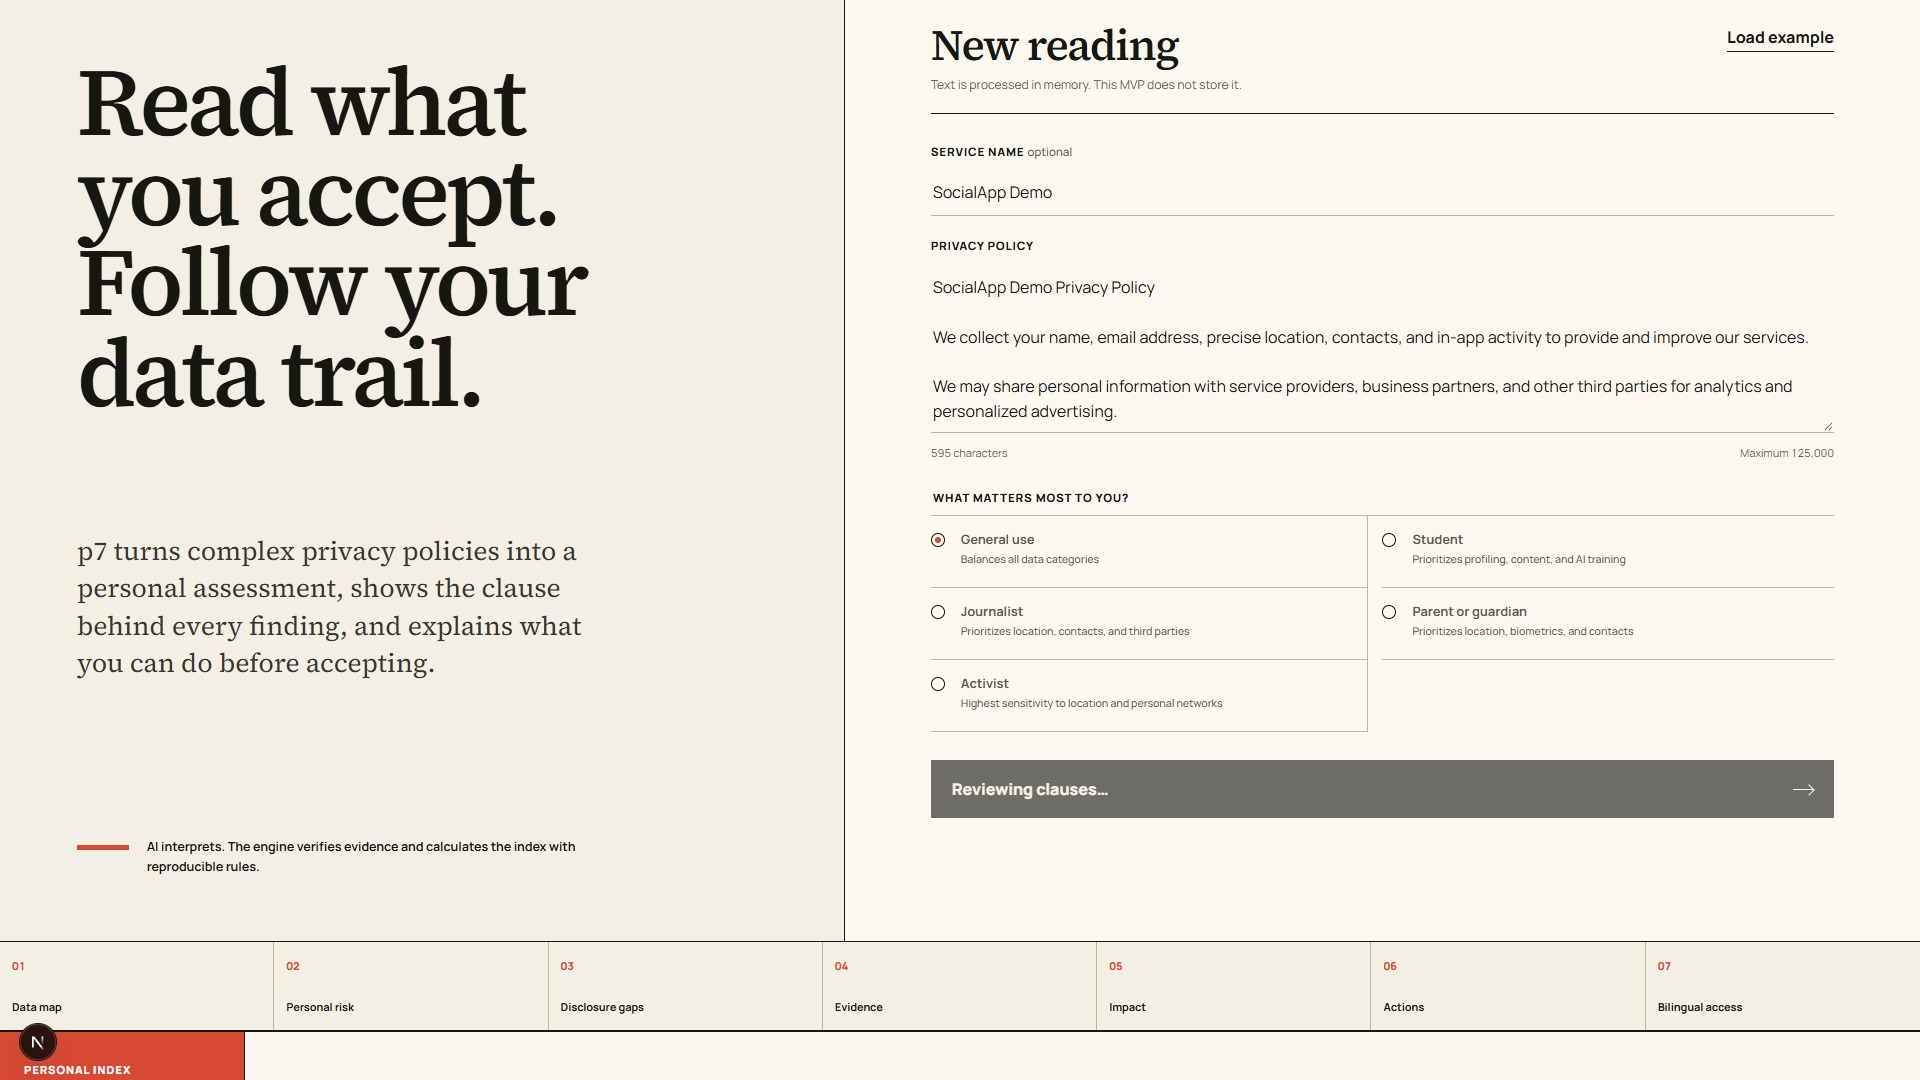 Read what
you accept.
Follow your
data trail.
p7 turns complex privacy policies into a
personal assessment, shows the clause
behind every finding, and explains what
you can do before accepting.
AI interprets. The engine verifies evidence and calculates the index with
reproducible rules.
New reading
Load example
Text is processed in memory. This MVP does not store it.
SERVICE NAME optional
SocialApp Demo
PRIVACY POLICY
SocialApp Demo Privacy Policy
We collect your name, email address, precise location, contacts, and in-app activity to provide and improve our services.
We may share personal information with service providers, business partners, and other third parties for analytics and
personalized advertising.
595 characters
Maximum 125,000
WHAT MATTERS MOST TO YOU?
General use
Balances all data categories
Student
Prioritizes profiling, content, and AI training
Journalist
Prioritizes location, contacts, and third parties
Parent or guardian
Prioritizes location, biometrics, and contacts
Activist
Highest sensitivity to location and personal networks
Reviewing clauses…
01
Data map
02
Personal risk
03
Disclosure gaps
04
Evidence
05
Impact
06
Actions
07
Bilingual access
N
PERSONAL INDEX